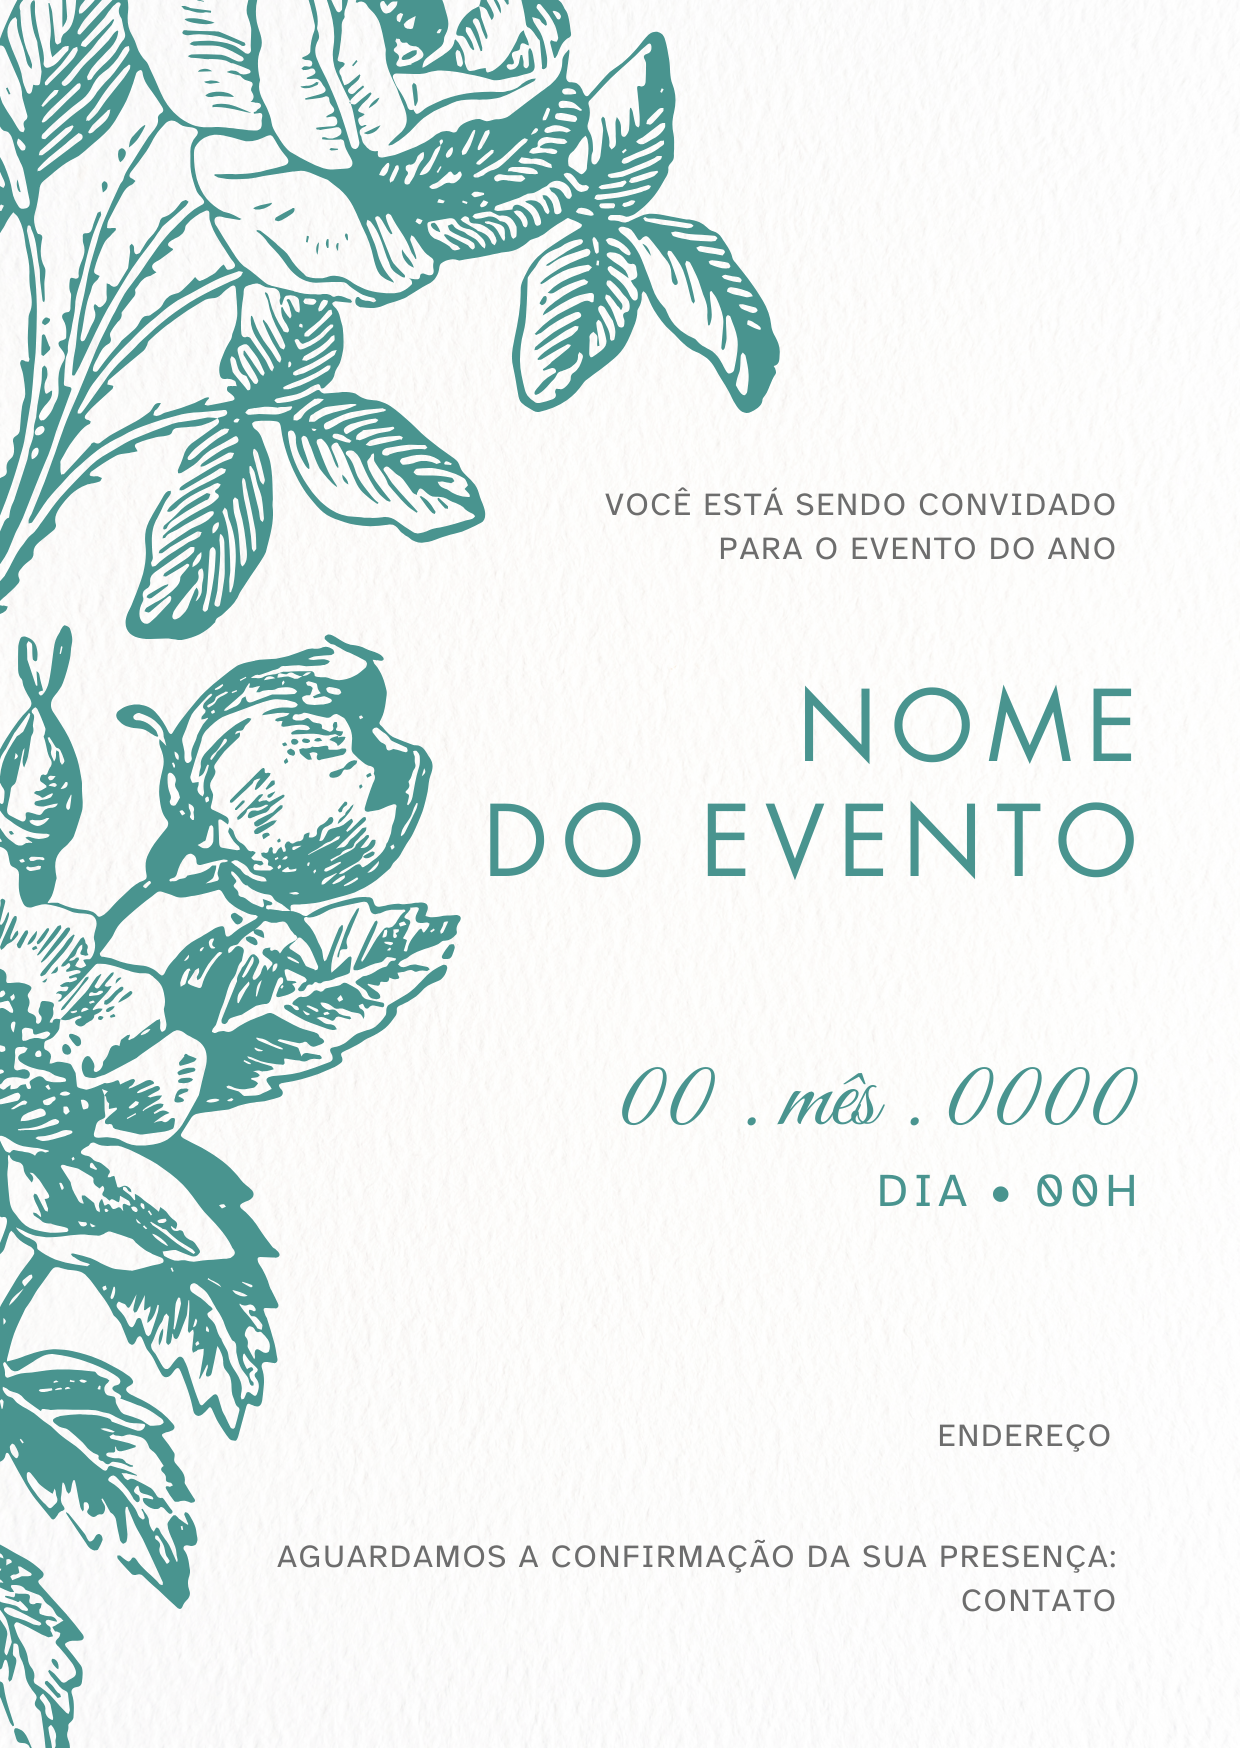 VOCÊ ESTÁ SENDO CONVIDADO
PARA O EVENTO DO ANO
NOME
DO EVENTO
00 . mês . 0000
DIA • 00H
ENDEREÇO
AGUARDAMOS A CONFIRMAÇÃO DA SUA PRESENÇA:
CONTATO